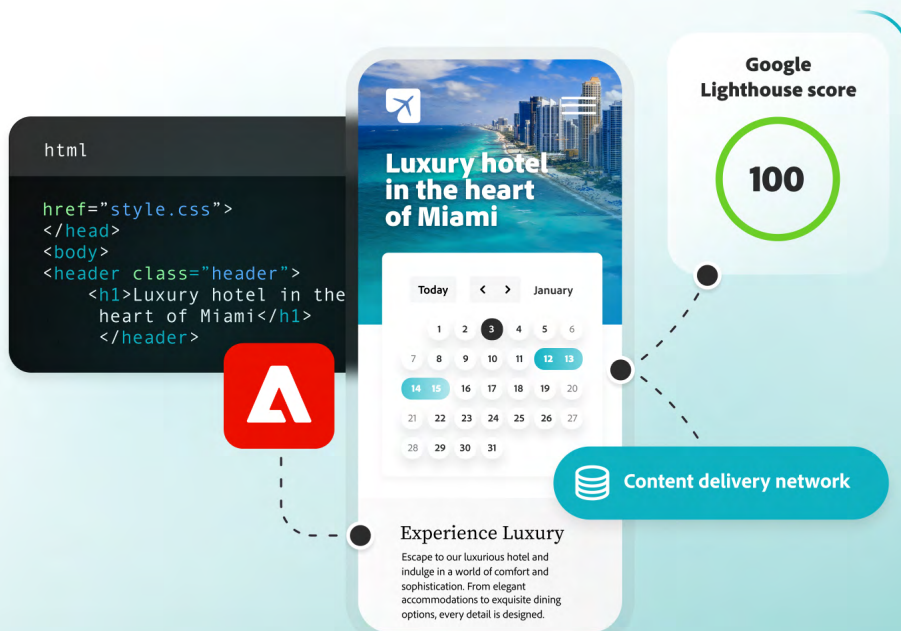 html
href=”style.css”>
</head>
<body>
<header class=”header”>
<h1>Luxury hotel in the
heart of Miami</h1>
</header>
Luxury hotel
in the heart
of Miami
Today < > January
1 2 3 4 5 6
7 8 9 10 11 12 13
14 15 16 17 18 19 20
21 22 23 24 25 26 27
28 29 30 31
Experience Luxury
Escape to our luxurious hotel and
indulge in a world of comfort and
sophistication. From elegant
accommodations to exquisite dining
options, every detail is designed.
Google
Lighthouse score
100
Content delivery network